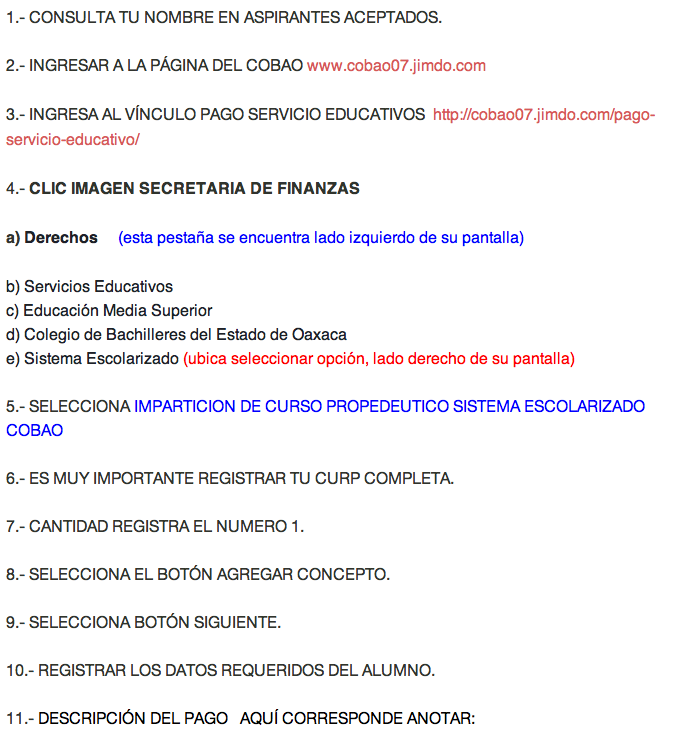 1.- CONSULTA TU NOMBRE EN ASPIRANTES ACEPTADOS.
2.- INGRESAR A LA PÁGINA DEL COBAO www.cobao07.jimdo.com
3.- INGRESA AL VÍNCULO PAGO SERVICIO EDUCATIVOS http://cobao07.jimdo.com/pago-
servicio-educativo/
4.- CLIC IMAGEN SECRETARIA DE FINANZAS
a) Derechos (esta pestaña se encuentra lado izquierdo de su pantalla)
b) Servicios Educativos
c) Educación Media Superior
d) Colegio de Bachilleres del Estado de Oaxaca
e) Sistema Escolarizado (ubica seleccionar opción, lado derecho de su pantalla)
5.- SELECCIONA IMPARTICION DE CURSO PROPEDEUTICO SISTEMA ESCOLARIZADO
COBAO
6.- ES MUY IMPORTANTE REGISTRAR TU CURP COMPLETA.
7.- CANTIDAD REGISTRA EL NUMERO 1.
8.- SELECCIONA EL BOTÓN AGREGAR CONCEPTO.
9.- SELECCIONA BOTÓN SIGUIENTE.
10.- REGISTRAR LOS DATOS REQUERIDOS DEL ALUMNO.
11.- DESCRIPCIÓN DEL PAGO AQUÍ CORRESPONDE ANOTAR: